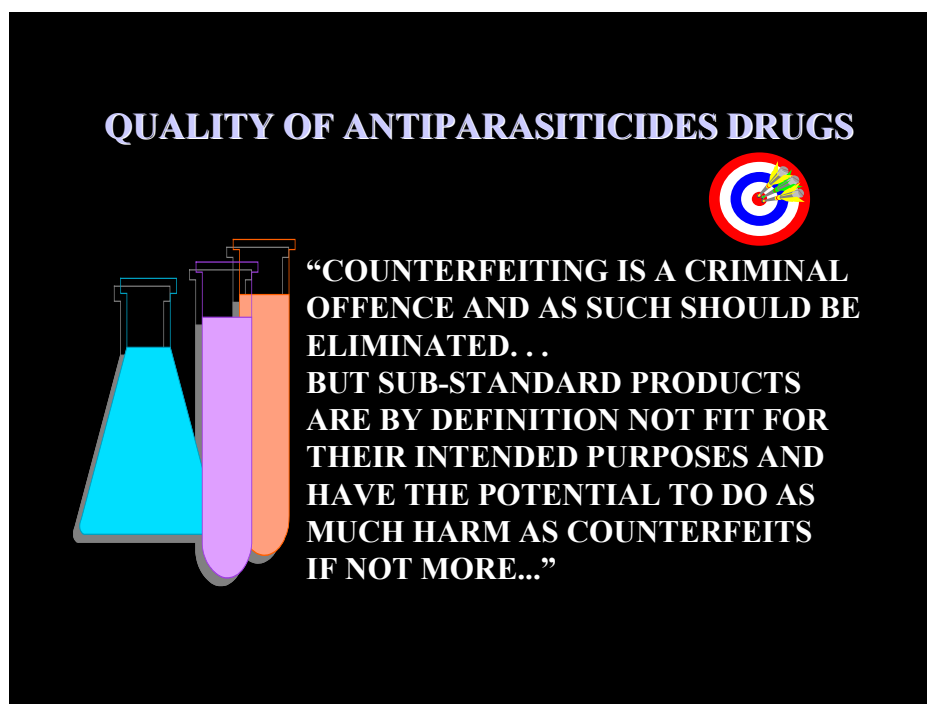 QUALITY OF ANTIPARASITICIDES DRUGS
“COUNTERFEITING IS A CRIMINAL
OFFENCE AND AS SUCH SHOULD BE
ELIMINATED. . .
BUT SUB-STANDARD PRODUCTS
ARE BY DEFINITION NOT FIT FOR
THEIR INTENDED PURPOSES AND
HAVE THE POTENTIAL TO DO AS
MUCH HARM AS COUNTERFEITS
IF NOT MORE...”